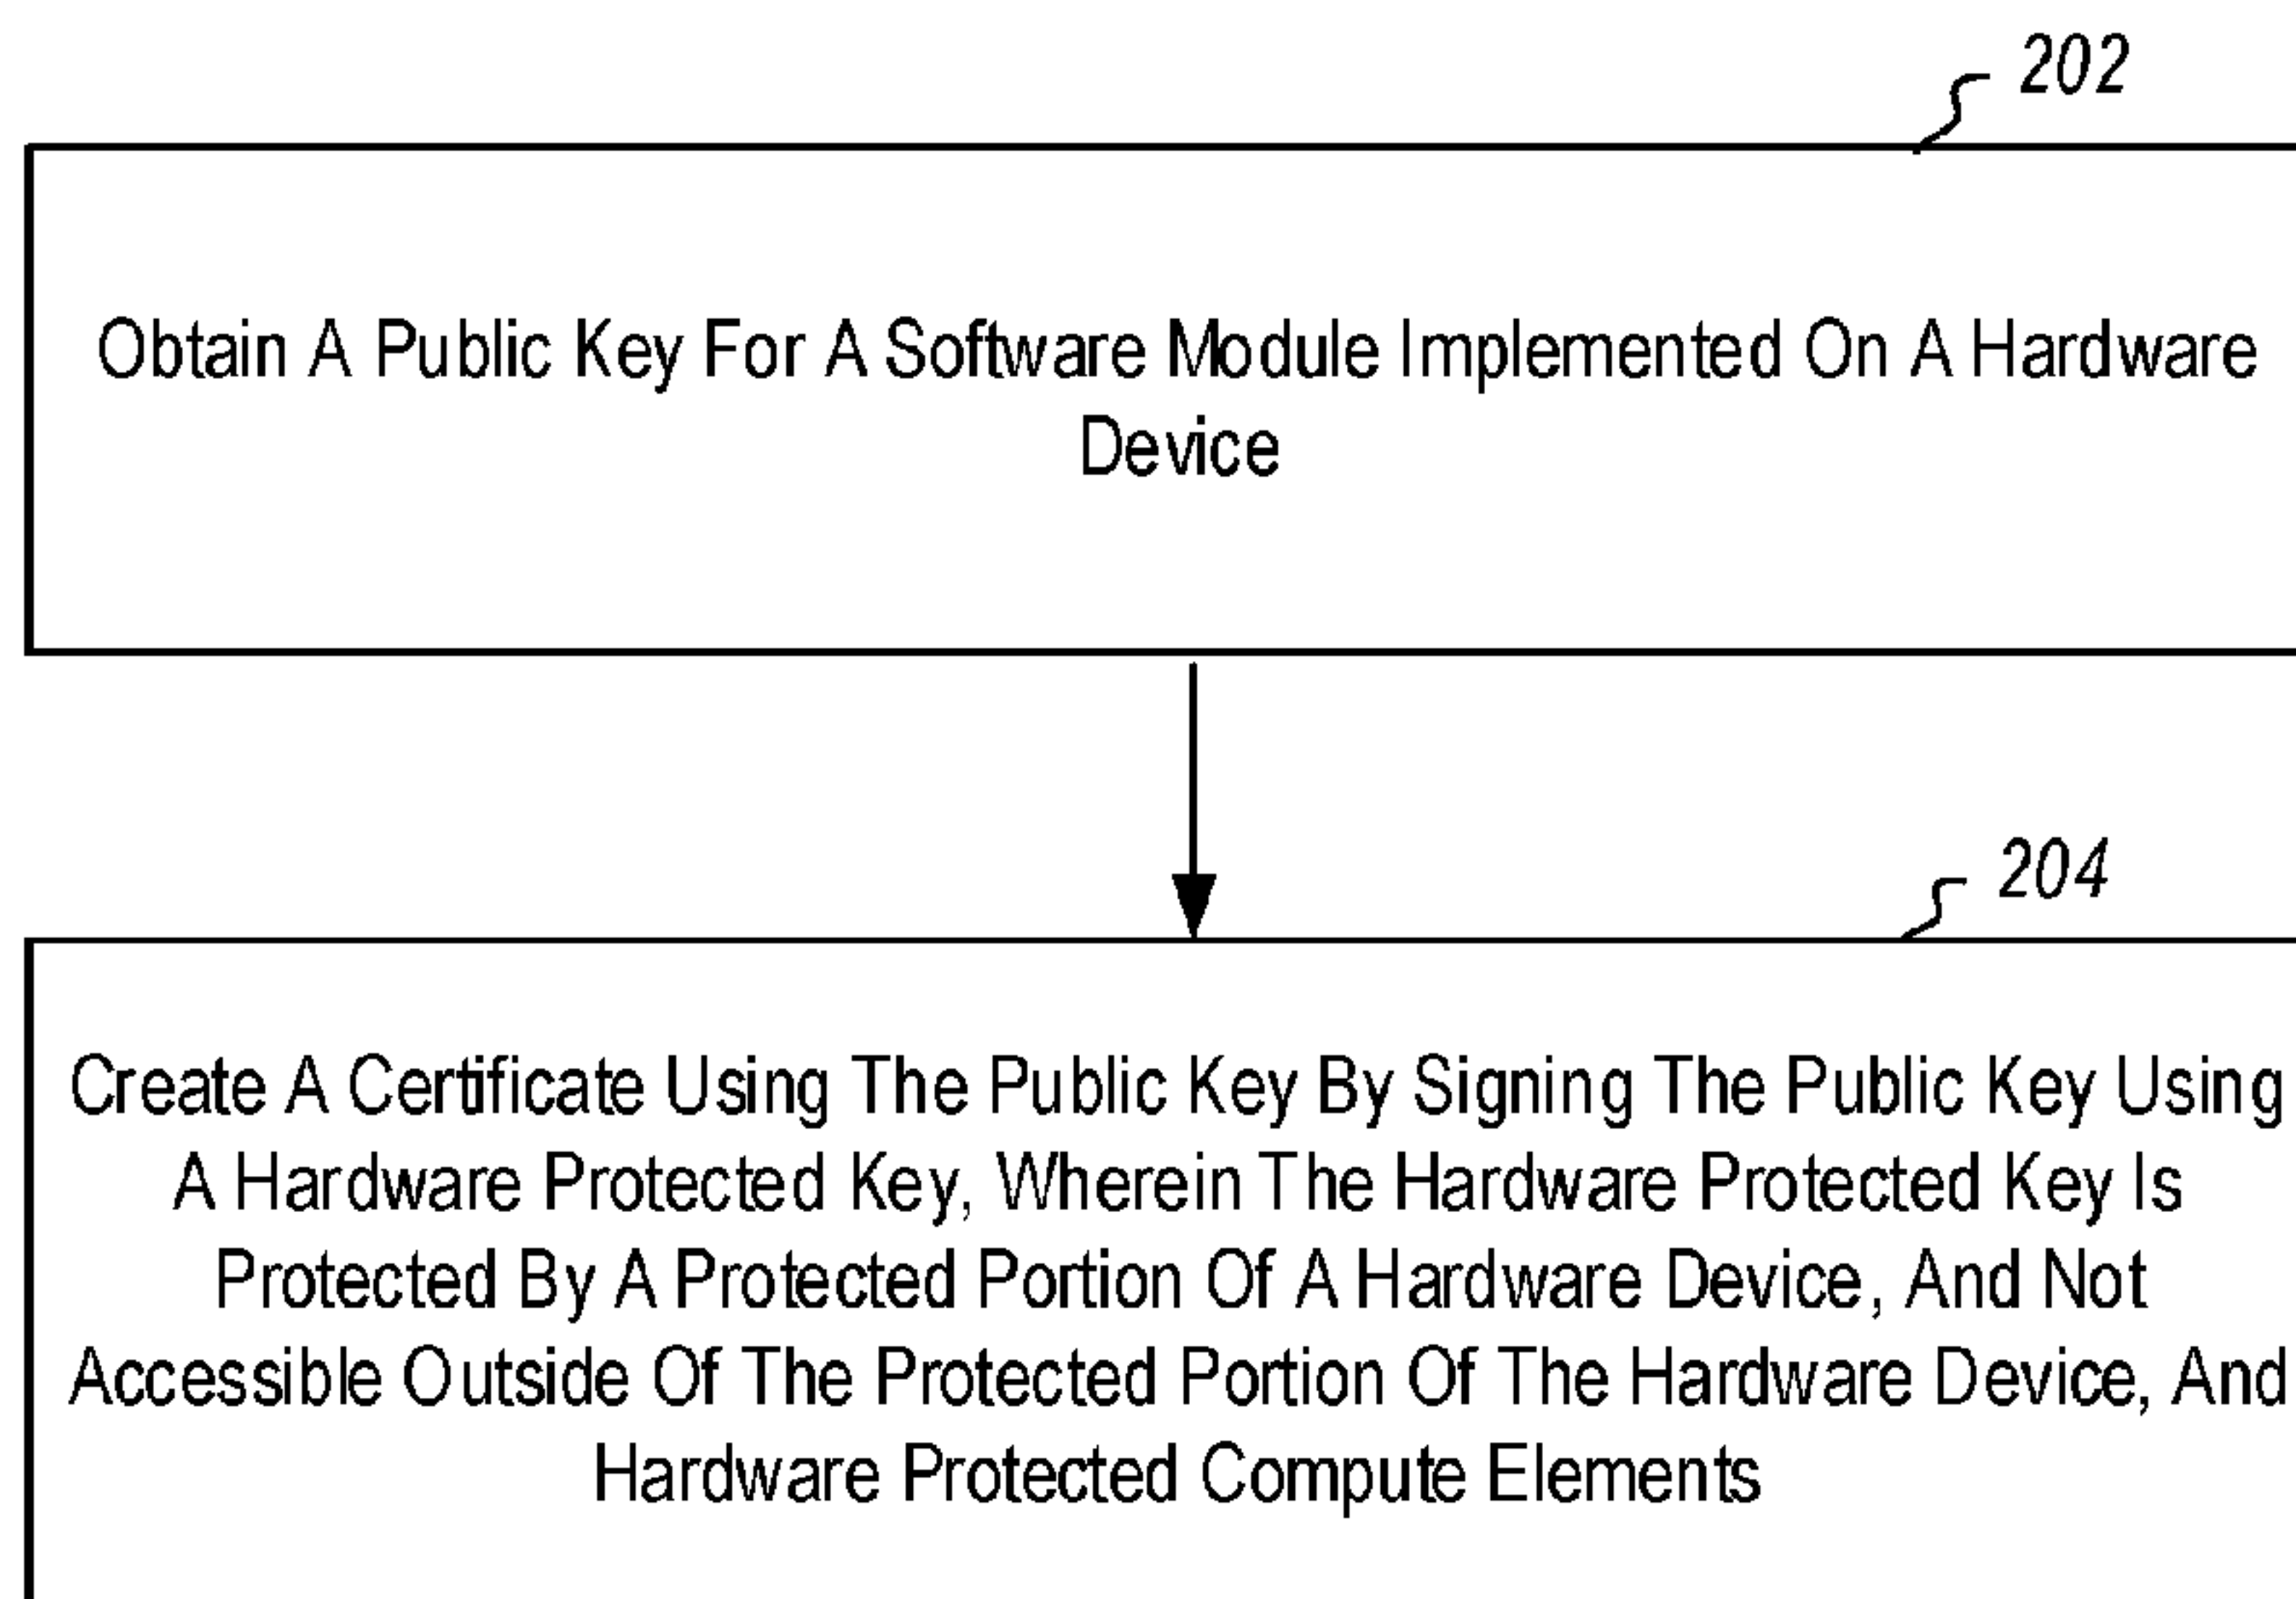 202
Obtain A Public Key For A Software Module Implemented On A Hardware
Device
204
Create A Certificate Using The Public Key By Signing The Public Key Using
A Hardware Protected Key, Wherein The Hardware Protected Key Is
Protected By A Protected Portion Of A Hardware Device, And Not
Accessible Outside Of The Protected Portion Of The Hardware Device, And
Hardware Protected Compute Elements